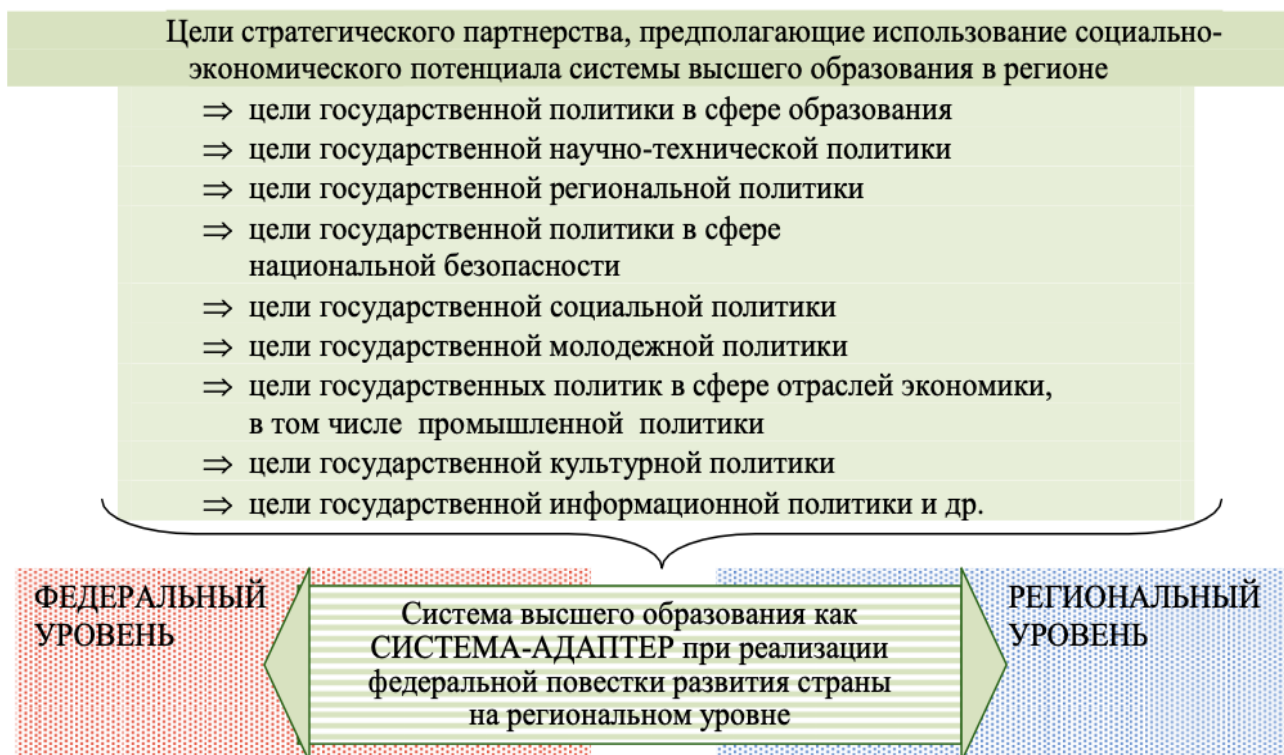 Цели стратегического партнерства, предполагающие использование социально-
экономического потенциала системы высшего образования в регионе
⇒ цели государственной политики в сфере образования
⇒ цели государственной научно-технической политики
⇒ цели государственной региональной политики
⇒ цели государственной политики в сфере
национальной безопасности
⇒ цели государственной социальной политики
⇒ цели государственной молодежной политики
⇒ цели государственных политик в сфере отраслей экономики,
в том числе промышленной политики
⇒ цели государственной культурной политики
⇒ цели государственной информационной политики и др.
ФЕДЕРАЛЬНЫЙ
УРОВЕНЬ
Система высшего образования как
СИСТЕМА-АДАПТЕР при реализации
федеральной повестки развития страны
на региональном уровне
РЕГИОНАЛЬНЫЙ
УРОВЕНЬ